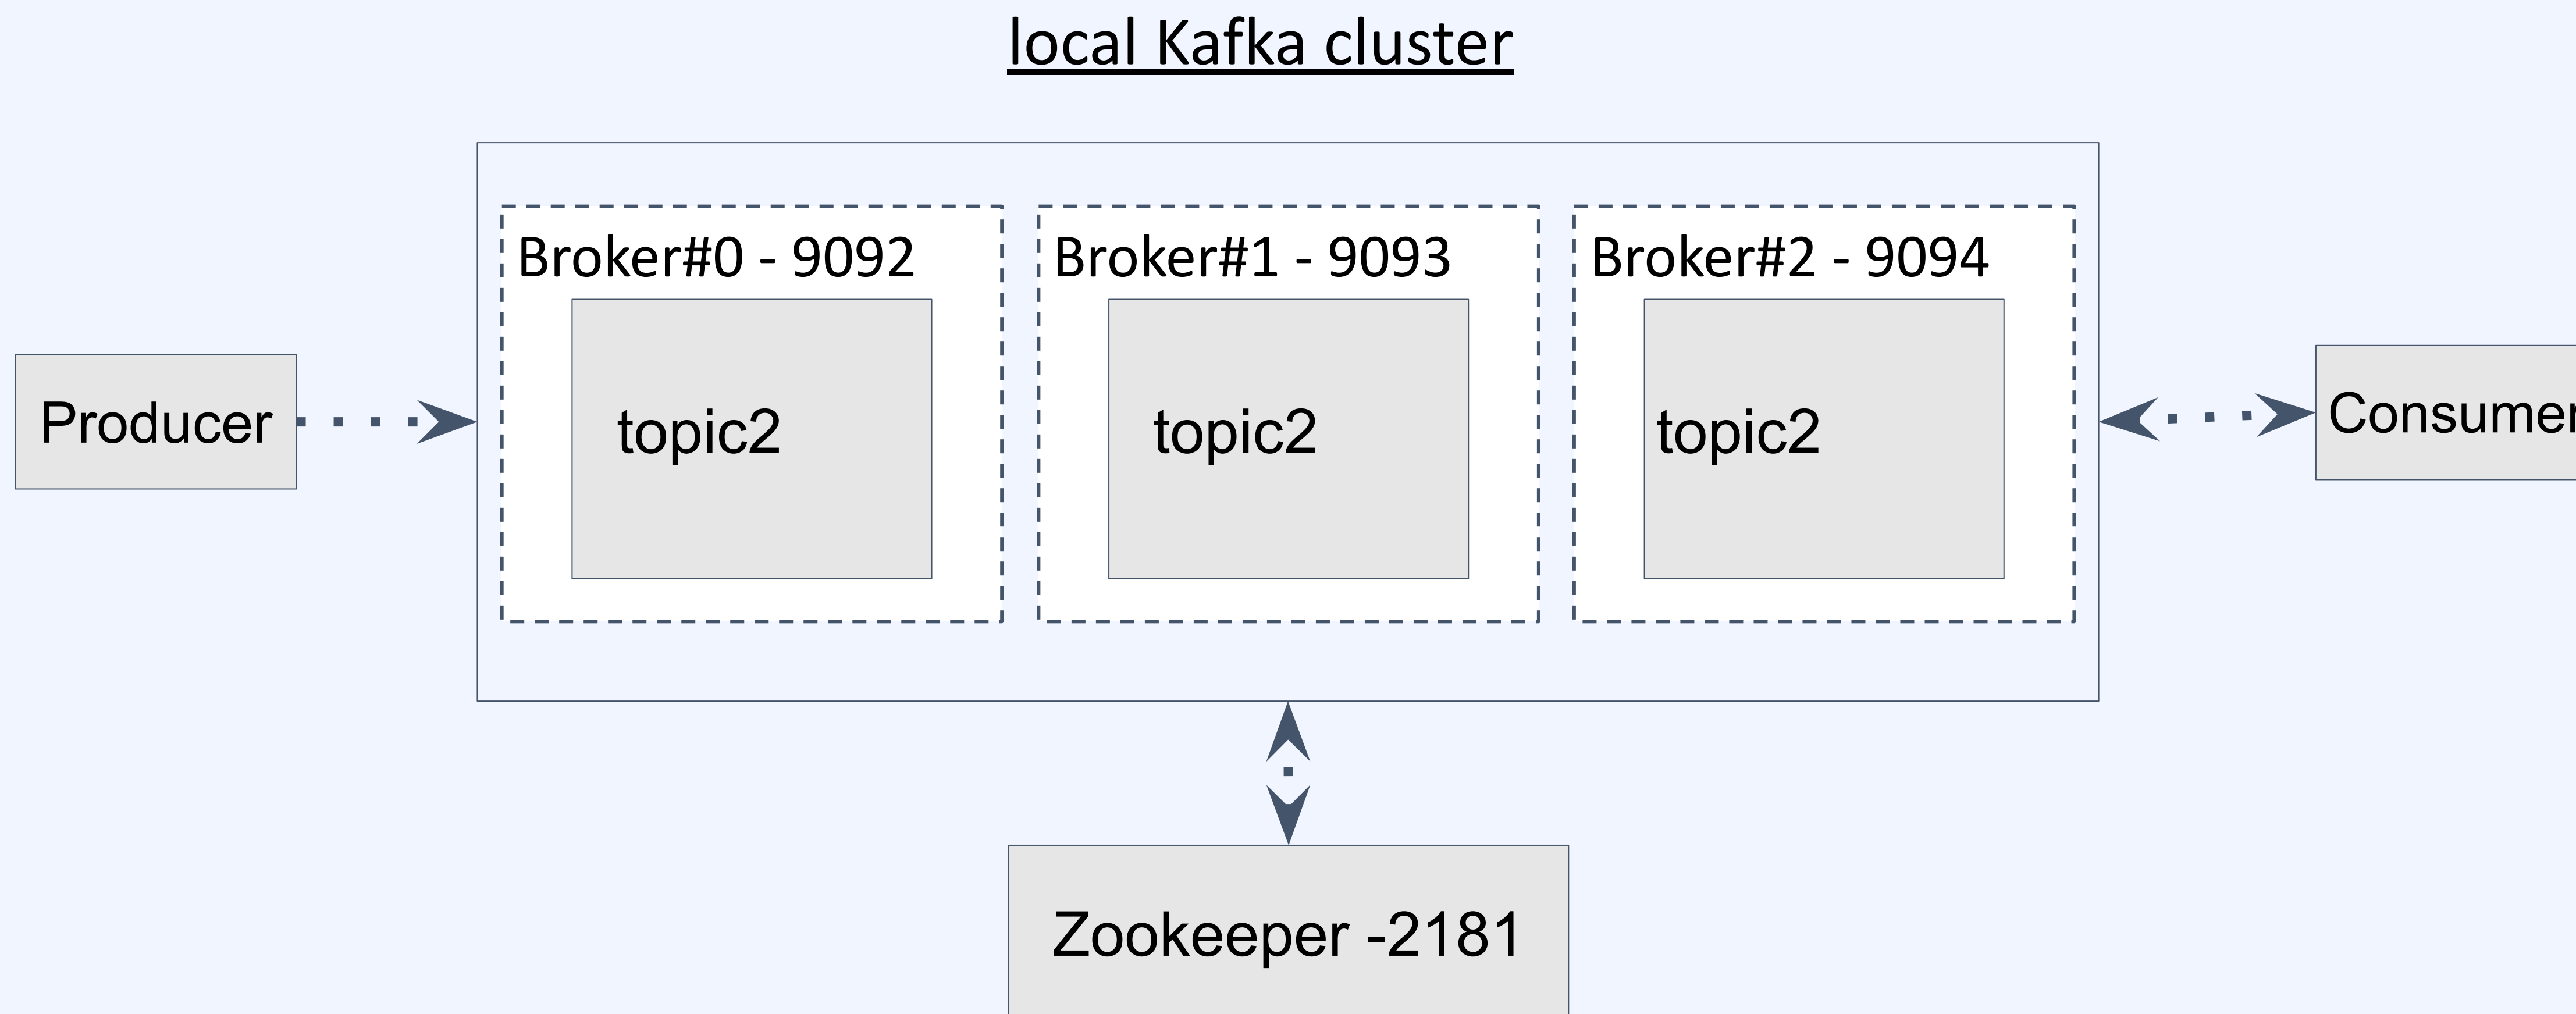 local Kafka cluster
Broker#0 - 9092
Broker#1 - 9093
Broker#2 - 9094
Producer
topic2
topic2
topic2
Consumer
Zookeeper -2181